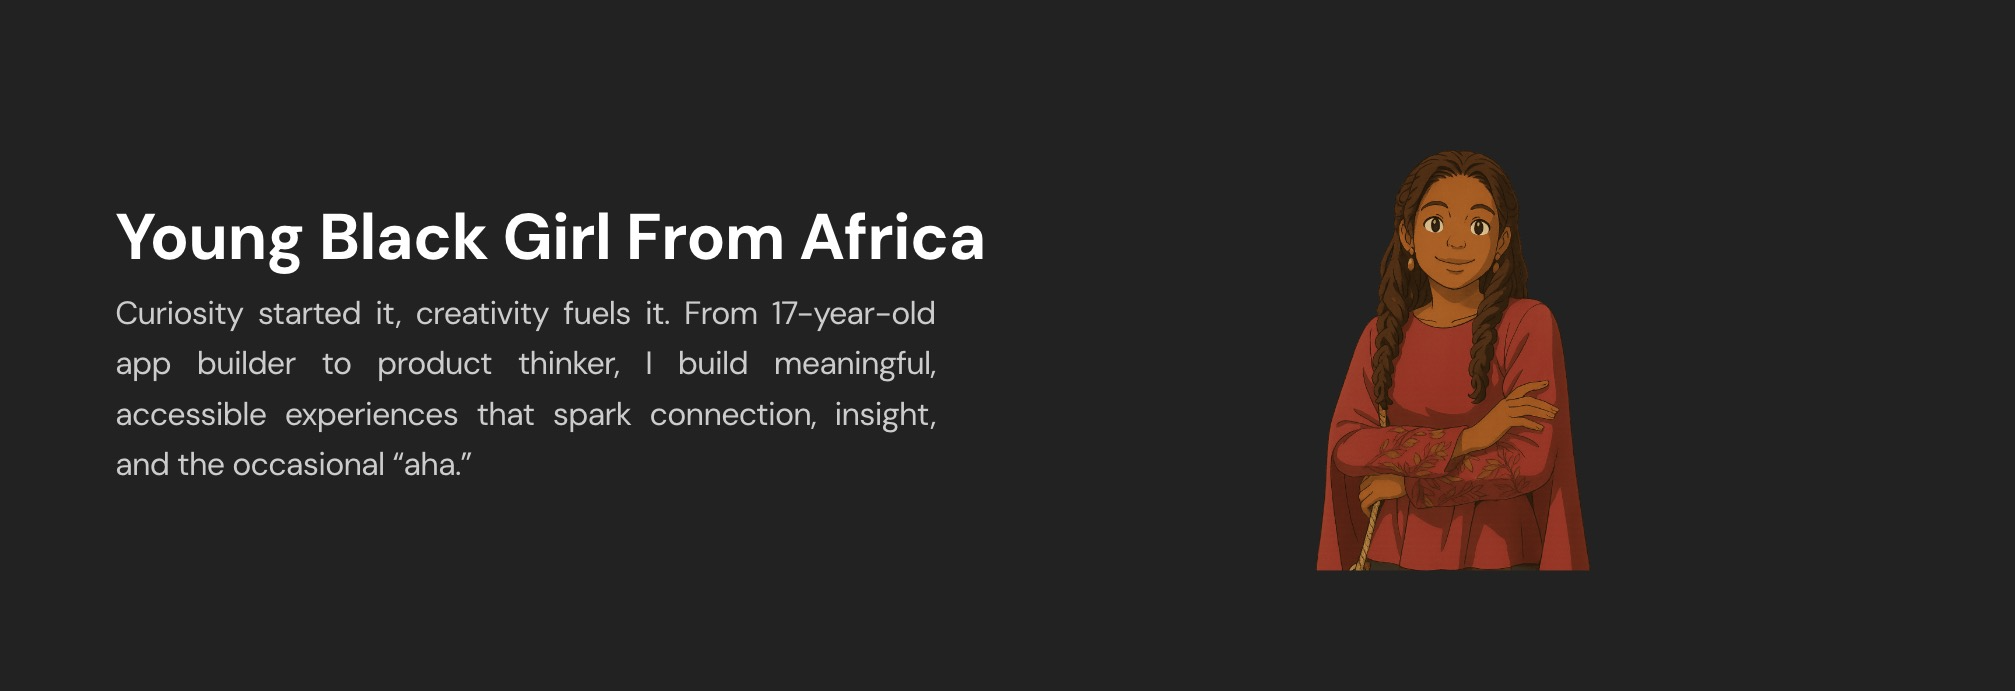 Young Black Girl From Africa
Curiosity started it, creativity fuels it. From 17-year-old
app builder to product thinker, I build meaningful,
accessible experiences that spark connection, insight,
and the occasional “aha.”